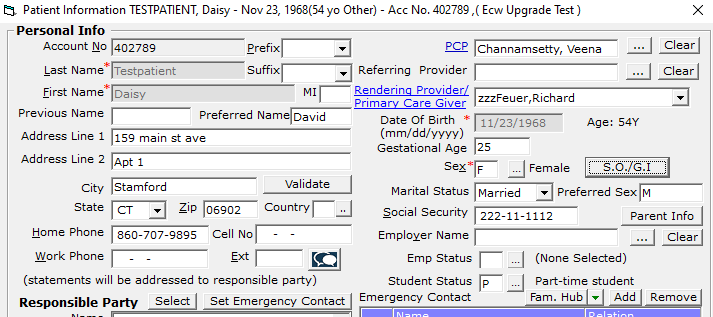 Patient Information TESTPATIENT, Daisy - Nov 23, 1968(54 yo Other) - Acc No. 402789 ,( Ecw Upgrade Test )
Personal Info
Account No 402789 Prefix PCP Channamsetty, Veena ... Clear
Last Name* Testpatient Suffix Referring Provider ... Clear
First Name* Daisy MI Rendering Provider/ Primary Care Giver zzzFeuer,Richard
Previous Name Preferred Name David Date Of Birth * (mm/dd/yyyy) 11/23/1968 Age: 54Y
Address Line 1 159 main st ave Gestational Age 25
Address Line 2 Apt 1 Sex* F ... Female S.O./G.I
City Stamford Validate Marital Status Married Preferred Sex M
State CT Zip 06902 Country .. Social Security 222-11-1112 Parent Info
Home Phone 860-707-9895 Cell No - - Employer Name ... Clear
Work Phone - - Ext Emp Status ... (None Selected)
(statements will be addressed to responsible party) Student Status P ... Part-time student
Responsible Party Select Set Emergency Contact Emergency Contact Fam. Hub Add Remove
Name Name Relation